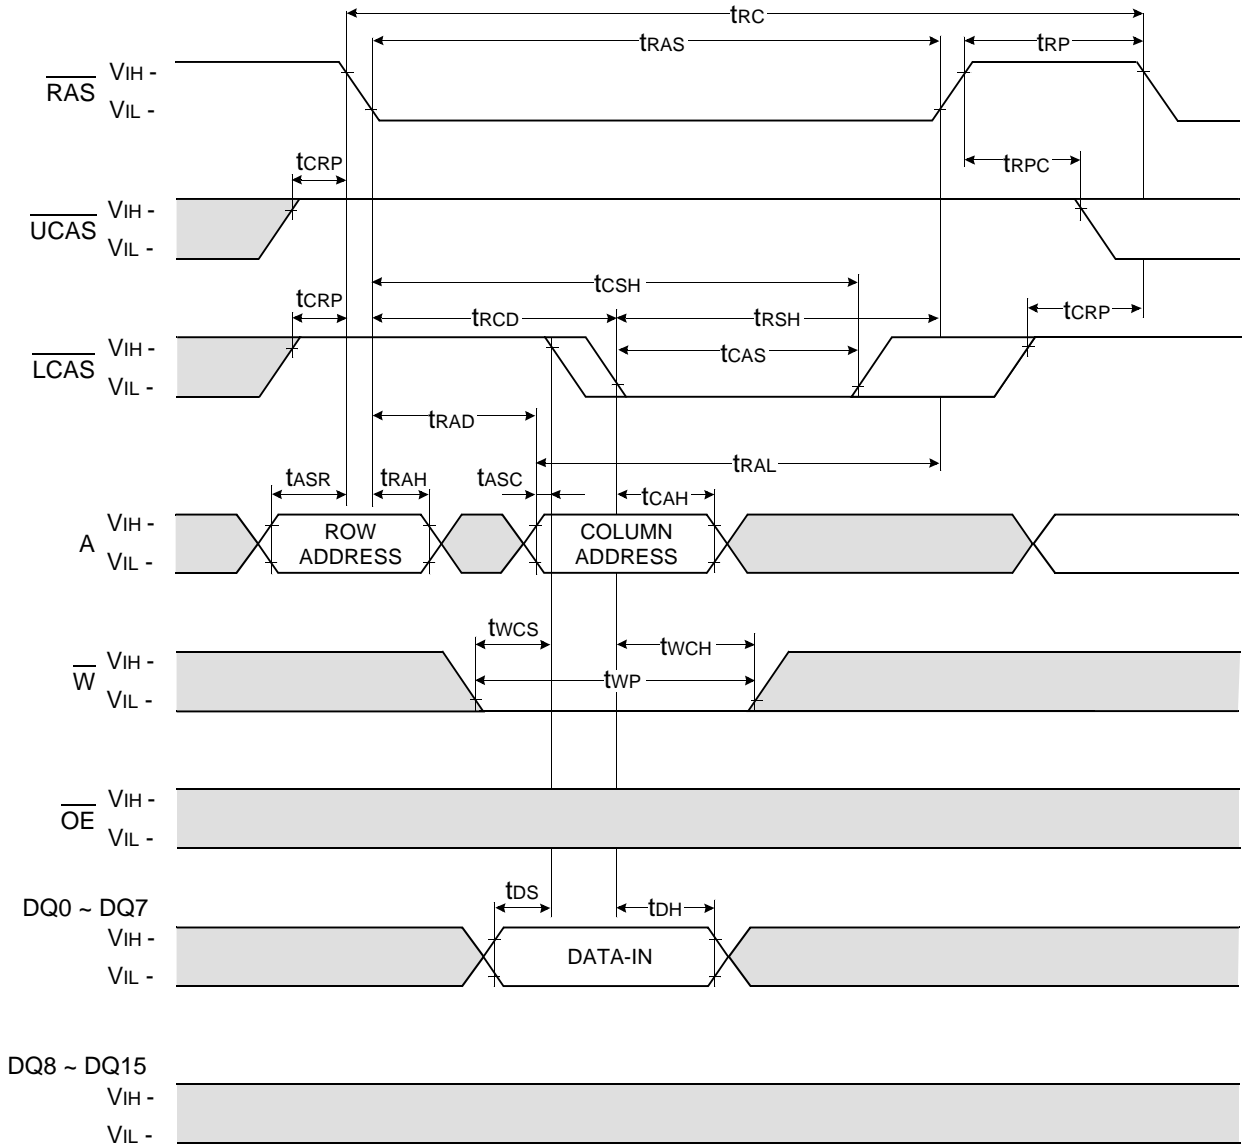 tRC
tRAS
tRP
RAS
VIH -
VIL -
tCRP
tRPC
UCAS
VIH -
VIL -
tCSH
tCRP
tRCD
tRSH
tCRP
LCAS
VIH -
VIL -
tCAS
tRAD
tRAL
tASR
tRAH
tASC
tCAH
A
VIH -
VIL -
ROW
ADDRESS
COLUMN
ADDRESS
tWCS
tWCH
W
VIH -
VIL -
tWP
OE
VIH -
VIL -
tDS
tDH
DQ0 ~ DQ7
VIH -
VIL -
DATA-IN
DQ8 ~ DQ15
VIH -
VIL -